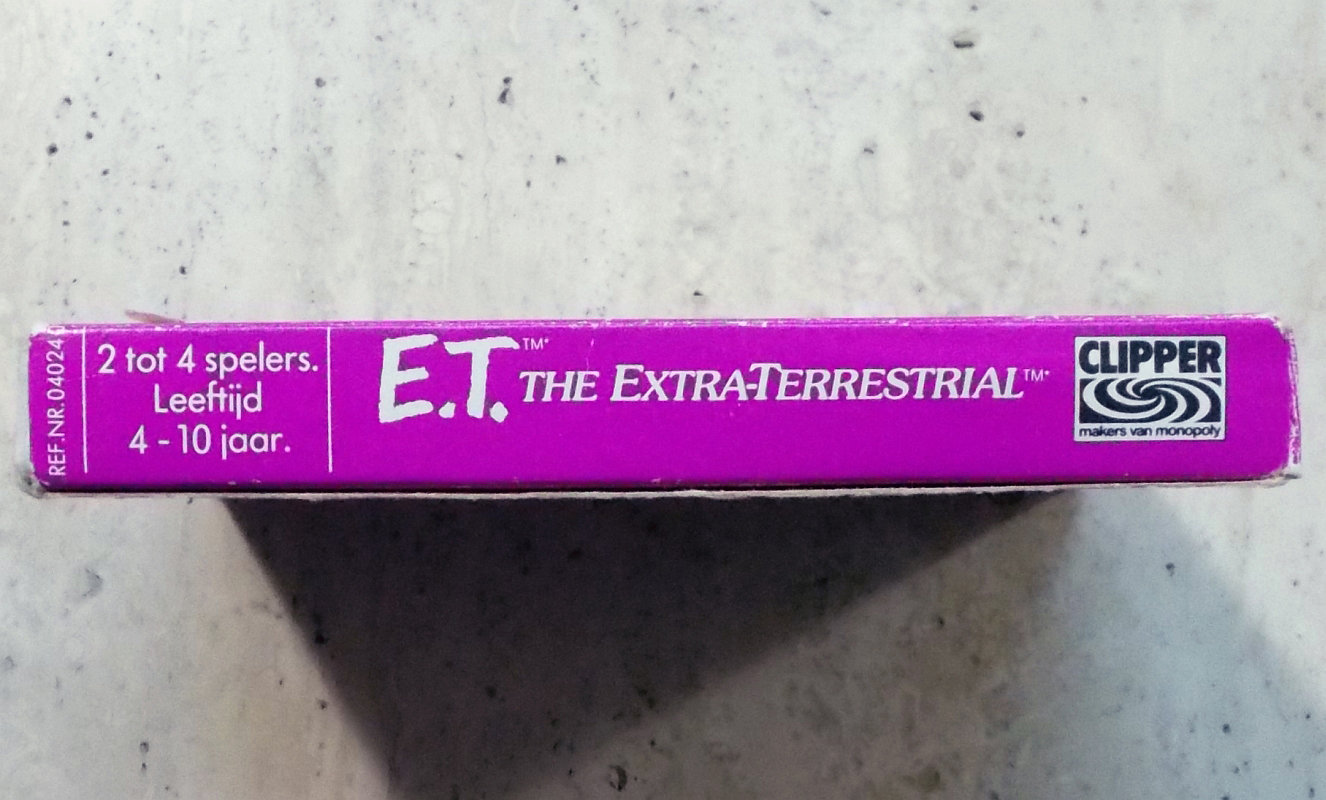 REF.NR.04024
2 tot 4 spelers.
Leeftijd
4 - 10 jaar.
E.T.™* THE EXTRA-TERRESTRIAL™*
CLIPPER
makers van monopoly